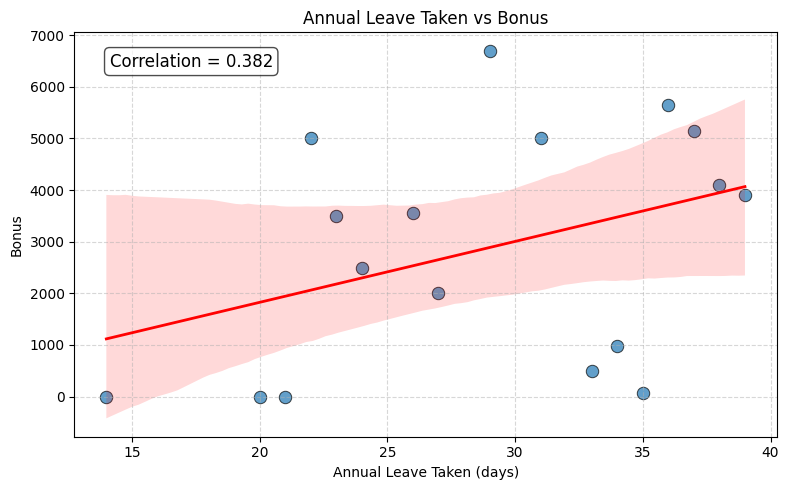 Annual Leave Taken vs Bonus
Correlation = 0.382
7000
6000
5000
4000
3000
2000
1000
0
Bonus
15 20 25 30 35 40
Annual Leave Taken (days)